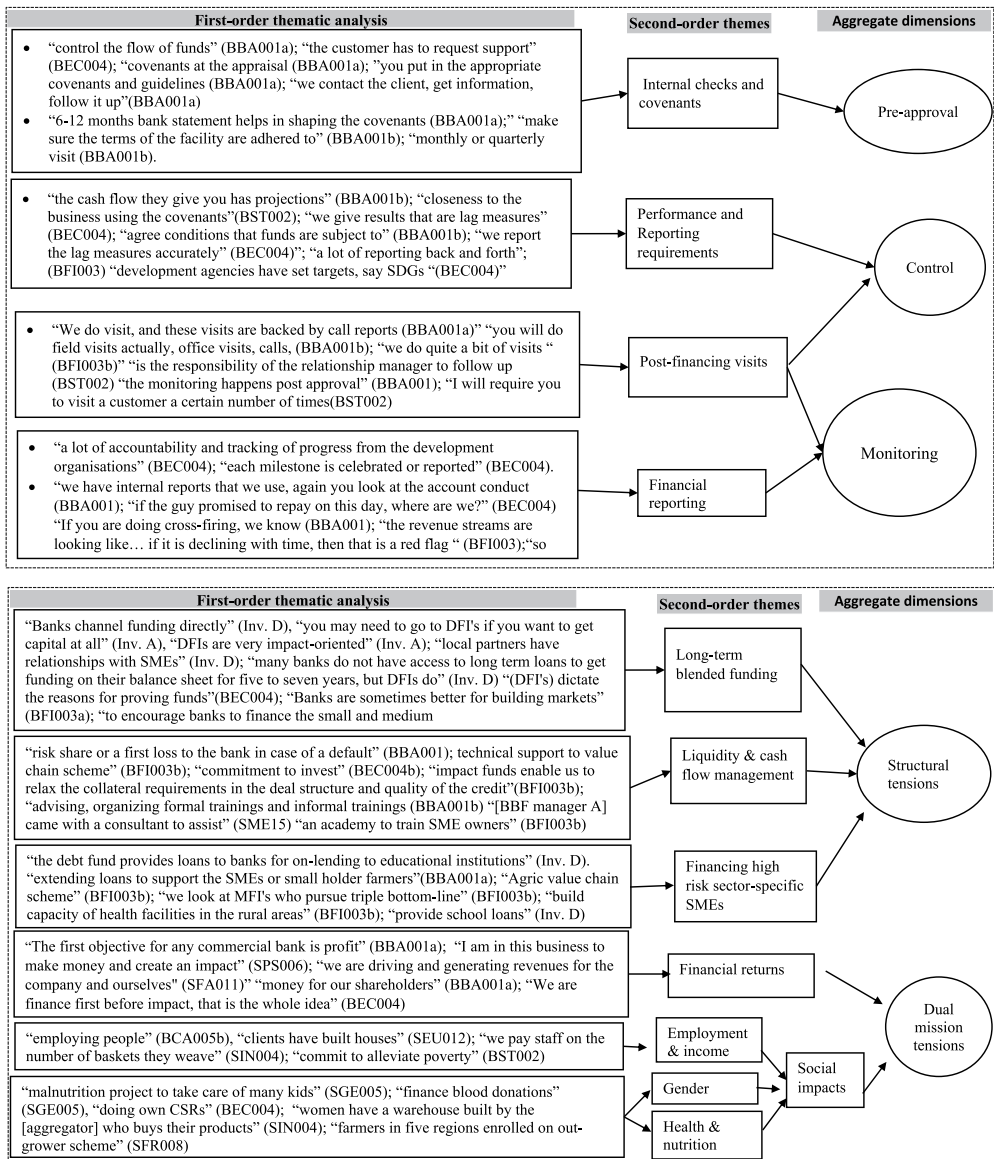 First-order thematic analysis
Second-order themes
Aggregate dimensions
• “control the flow of funds” (BBA001a); “the customer has to request support”
(BEC004); “covenants at the appraisal (BBA001a); ”you put in the appropriate
covenants and guidelines (BBA001a); “we contact the client, get information,
follow it up”(BBA001a)
• “6-12 months bank statement helps in shaping the covenants (BBA001a);” “make
sure the terms of the facility are adhered to” (BBA001b); “monthly or quarterly
visit (BBA001b).
Internal checks and
covenants
Pre-approval
• “the cash flow they give you has projections” (BBA001b); “closeness to the
business using the covenants”(BST002); “we give results that are lag measures”
(BEC004); “agree conditions that funds are subject to” (BBA001b); “we report
the lag measures accurately” (BEC004)”; “a lot of reporting back and forth”;
(BFI003) “development agencies have set targets, say SDGs “(BEC004)”
Performance and
Reporting
requirements
Control
• “We do visit, and these visits are backed by call reports (BBA001a)” “you will do
field visits actually, office visits, calls, (BBA001b); “we do quite a bit of visits “
(BFI003b)” “is the responsibility of the relationship manager to follow up
(BST002) “the monitoring happens post approval” (BBA001); “I will require you
to visit a customer a certain number of times(BST002)
Post-financing visits
Monitoring
• “a lot of accountability and tracking of progress from the development
organisations” (BEC004); “each milestone is celebrated or reported” (BEC004).
• “we have internal reports that we use, again you look at the account conduct
(BBA001); “if the guy promised to repay on this day, where are we?” (BEC004)
“If you are doing cross-firing, we know (BBA001); “the revenue streams are
looking like… if it is declining with time, then that is a red flag “ (BFI003);“so
Financial
reporting
First-order thematic analysis
Second-order themes
Aggregate dimensions
“Banks channel funding directly” (Inv. D), “you may need to go to DFI's if you want to get
capital at all” (Inv. A), “DFIs are very impact-oriented” (Inv. A); “local partners have
relationships with SMEs” (Inv. D); “many banks do not have access to long term loans to get
funding on their balance sheet for five to seven years, but DFIs do” (Inv. D) “(DFI's) dictate
the reasons for proving funds”(BEC004); “Banks are sometimes better for building markets”
(BFI003a); “to encourage banks to finance the small and medium
Long-term
blended funding
“risk share or a first loss to the bank in case of a default” (BBA001); technical support to value
chain scheme” (BFI003b); “commitment to invest” (BEC004b); “impact funds enable us to
relax the collateral requirements in the deal structure and quality of the credit”(BFI003b);
“advising, organizing formal trainings and informal trainings (BBA001b) “[BBF manager A]
came with a consultant to assist” (SME15) “an academy to train SME owners” (BFI003b)
Liquidity & cash
flow management
Structural
tensions
“the debt fund provides loans to banks for on-lending to educational institutions” (Inv. D).
“extending loans to support the SMEs or small holder farmers”(BBA001a); “Agric value chain
scheme” (BFI003b); “we look at MFI's who pursue triple bottom-line” (BFI003b); “build
capacity of health facilities in the rural areas” (BFI003b); “provide school loans” (Inv. D)
Financing high
risk sector-specific
SMEs
“The first objective for any commercial bank is profit” (BBA001a); “I am in this business to
make money and create an impact” (SPS006); “we are driving and generating revenues for the
company and ourselves" (SFA011)” “money for our shareholders” (BBA001a); “We are
finance first before impact, that is the whole idea” (BEC004)
Financial returns
Dual
mission
tensions
“employing people” (BCA005b), “clients have built houses” (SEU012); “we pay staff on the
number of baskets they weave” (SIN004); “commit to alleviate poverty” (BST002)
Employment
& income
Social
impacts
“malnutrition project to take care of many kids” (SGE005); “finance blood donations”
(SGE005), “doing own CSRs” (BEC004); “women have a warehouse built by the
[aggregator] who buys their products” (SIN004); “farmers in five regions enrolled on out-
grower scheme” (SFR008)
Gender
Health &
nutrition